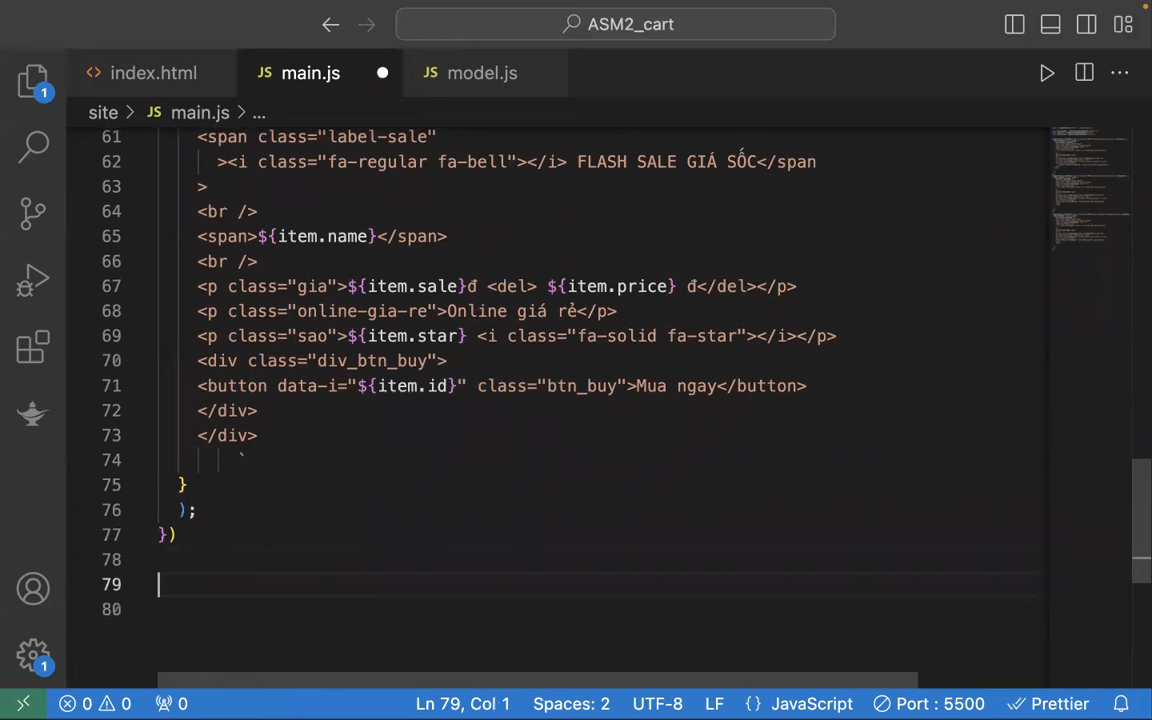 ASM2_cart
index.html
JS main.js
JS model.js
site > JS main.js > ...
61 <span class="label-sale"
62 ><i class="fa-regular fa-bell"></i> FLASH SALE GIÁ SỐC</span
63 >
64 <br />
65 <span>${item.name}</span>
66 <br />
67 <p class="gia">${item.sale}đ <del> ${item.price} đ</del></p>
68 <p class="online-gia-re">Online giá rẻ</p>
69 <p class="sao">${item.star} <i class="fa-solid fa-star"></i></p>
70 <div class="div_btn_buy">
71 <button data-i="${item.id}" class="btn_buy">Mua ngay</button>
72 </div>
73 </div>
74 `
75 }
76 );
77 })
78
79
80
1
1
0 0 0 Ln 79, Col 1 Spaces: 2 UTF-8 LF {} JavaScript Port : 5500 Prettier